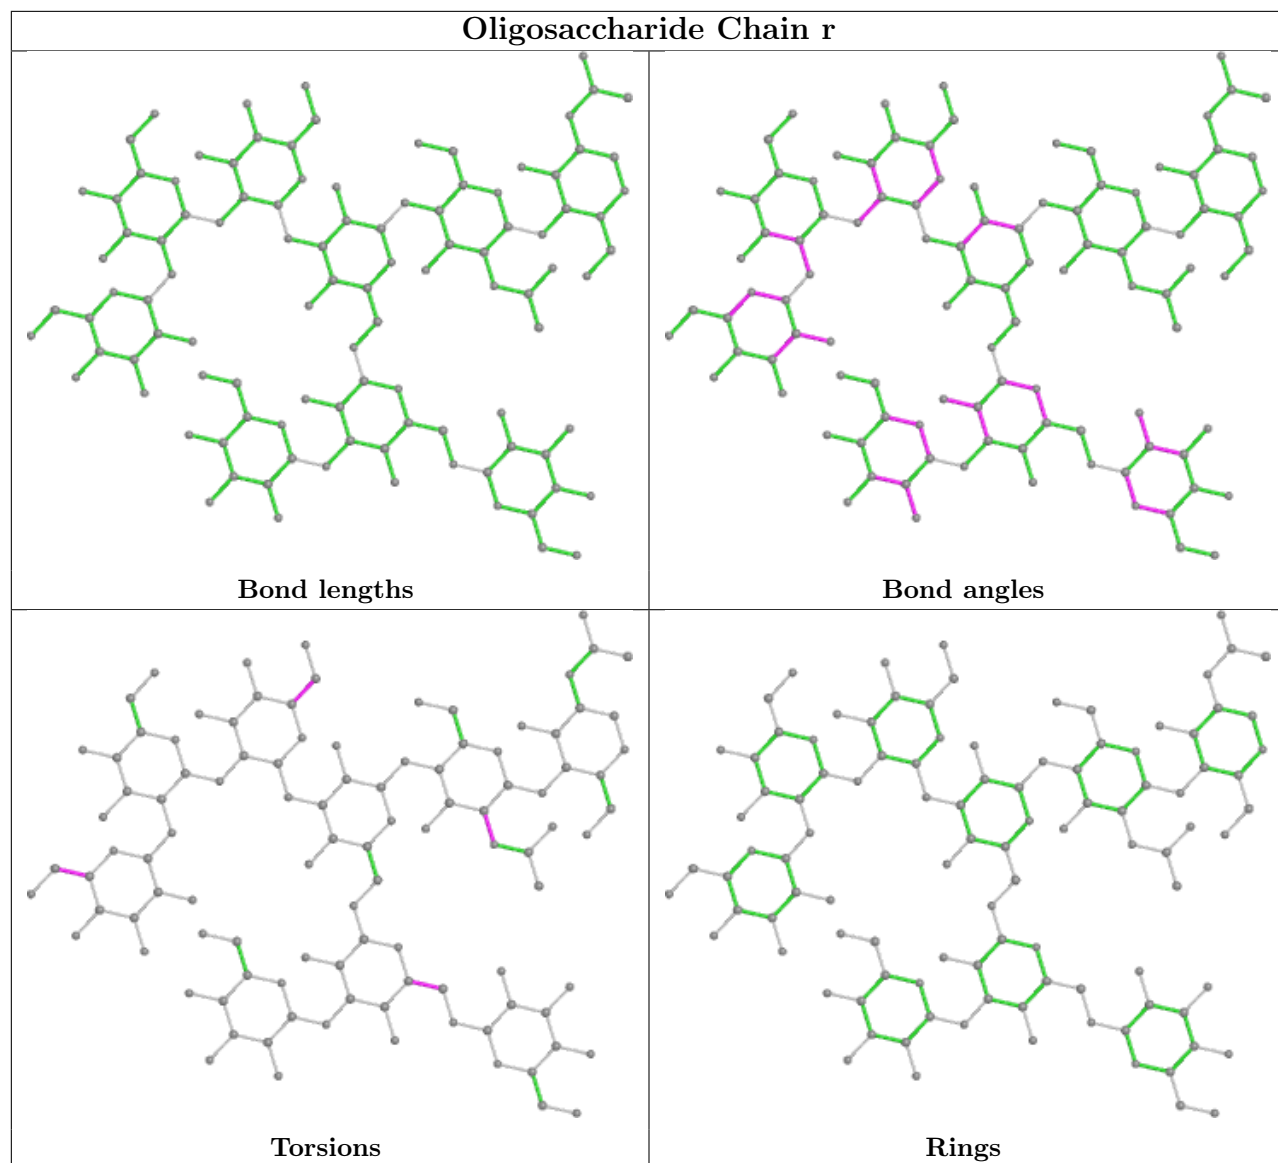 Oligosaccharide Chain r
Bond lengths
Bond angles
Torsions
Rings